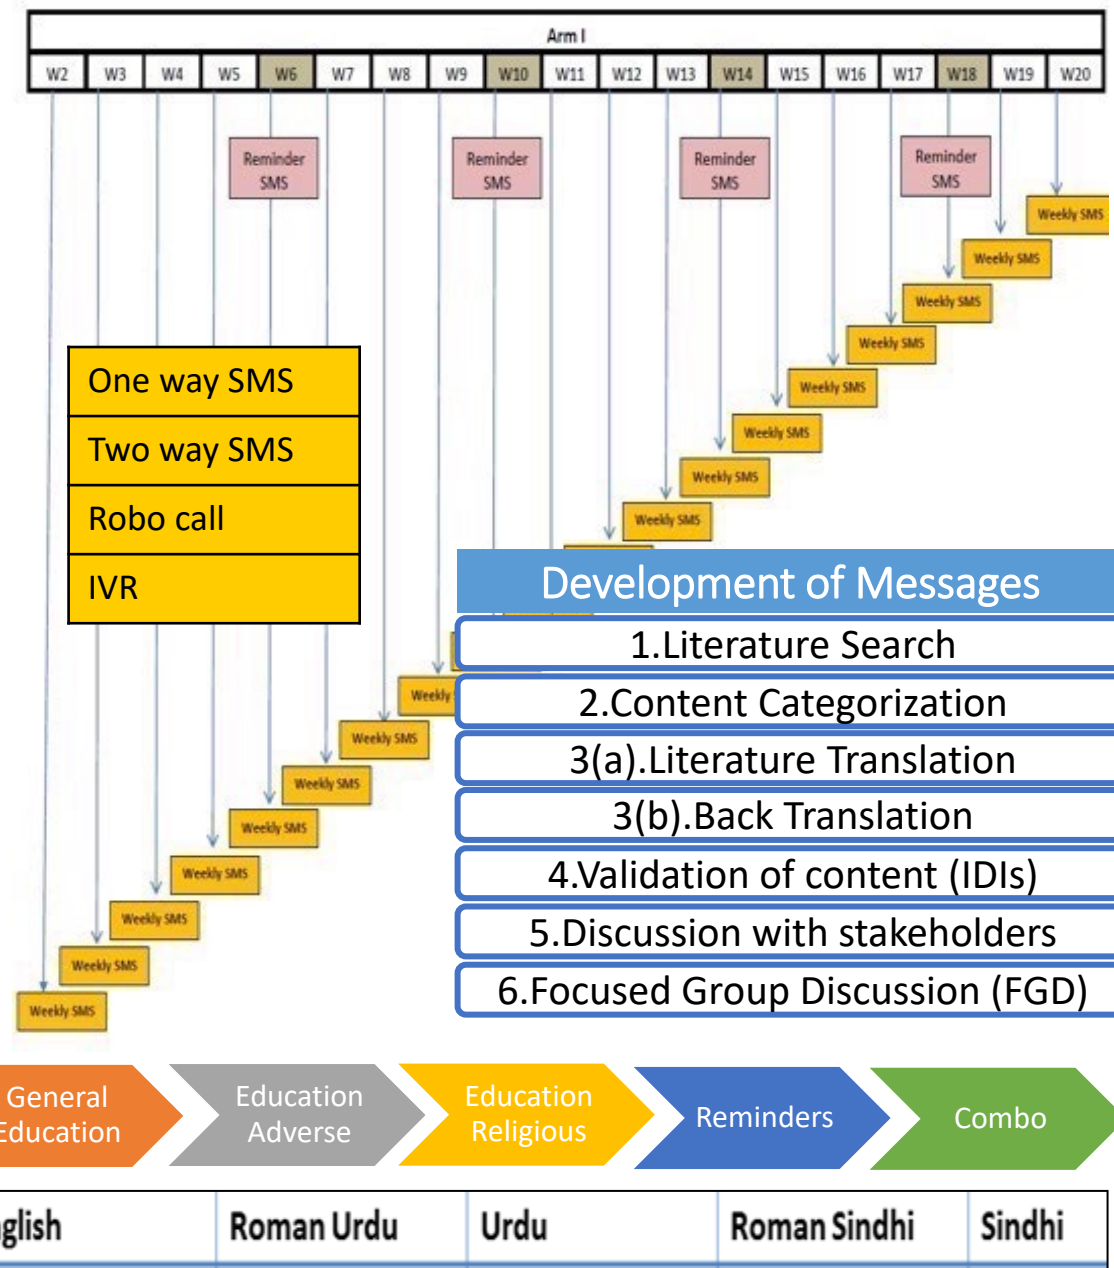 Arm I
W2 W3 W4 W5 W6 W7 W8 W9 W10 W11 W12 W13 W14 W15 W16 W17 W18 W19 W20
Reminder
SMS
Reminder
SMS
Reminder
SMS
Reminder
SMS
Weekly SMS
Weekly SMS
Weekly SMS
Weekly SMS
Weekly SMS
Weekly SMS
Weekly SMS
Weekly SMS
One way SMS
Two way SMS
Robo call
IVR
Development of Messages
1.Literature Search
2.Content Categorization
3(a).Literature Translation
3(b).Back Translation
4.Validation of content (IDIs)
5.Discussion with stakeholders
6.Focused Group Discussion (FGD)
Weekly
Weekly SMS
Weekly SMS
Weekly SMS
Weekly SMS
Weekly SMS
Weekly SMS
Weekly SMS
General
Education
Education
Adverse
Education
Religious
Reminders
Combo
glish Roman Urdu Urdu Roman Sindhi Sindhi